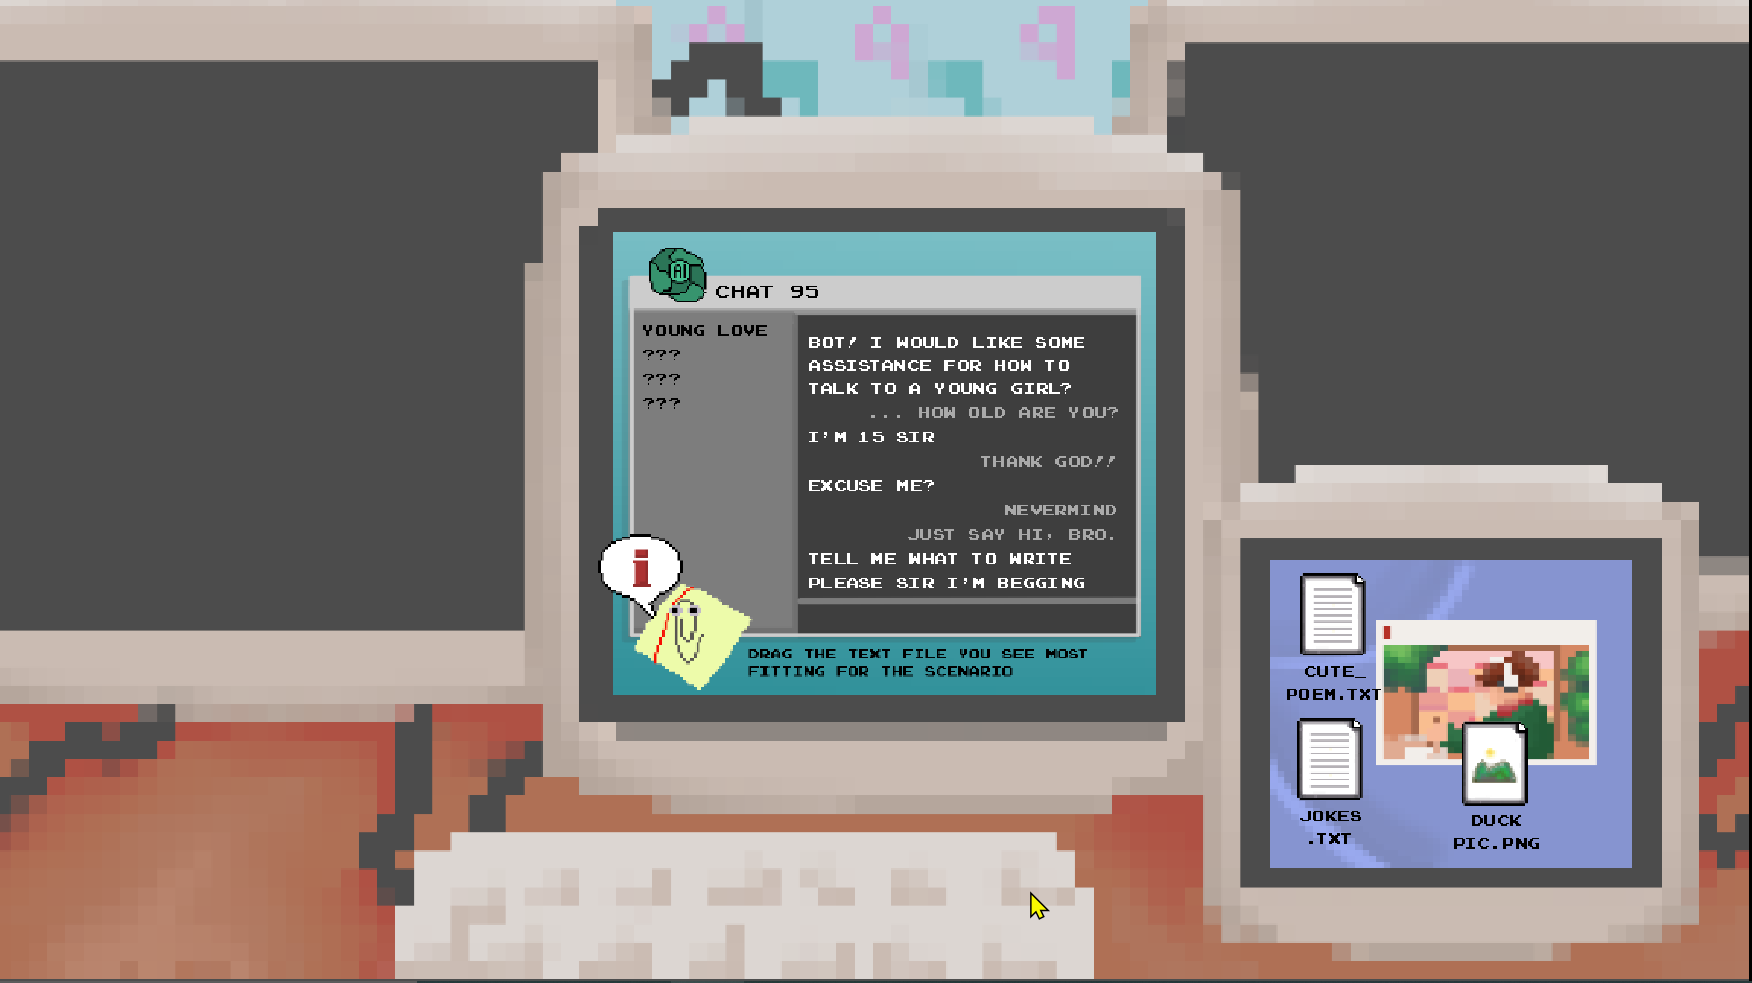 AI
CHAT 95
YOUNG LOVE
???
???
???
BOT! I WOULD LIKE SOME
ASSISTANCE FOR HOW TO
TALK TO A YOUNG GIRL?
... HOW OLD ARE YOU?
I'M 15 SIR
THANK GOD!!
EXCUSE ME?
NEVERMIND
JUST SAY HI, BRO.
TELL ME WHAT TO WRITE
PLEASE SIR I'M BEGGING
i
DRAG THE TEXT FILE YOU SEE MOST
FITTING FOR THE SCENARIO
CUTE_
POEM.TXT
JOKES
.TXT
DUCK
PIC.PNG